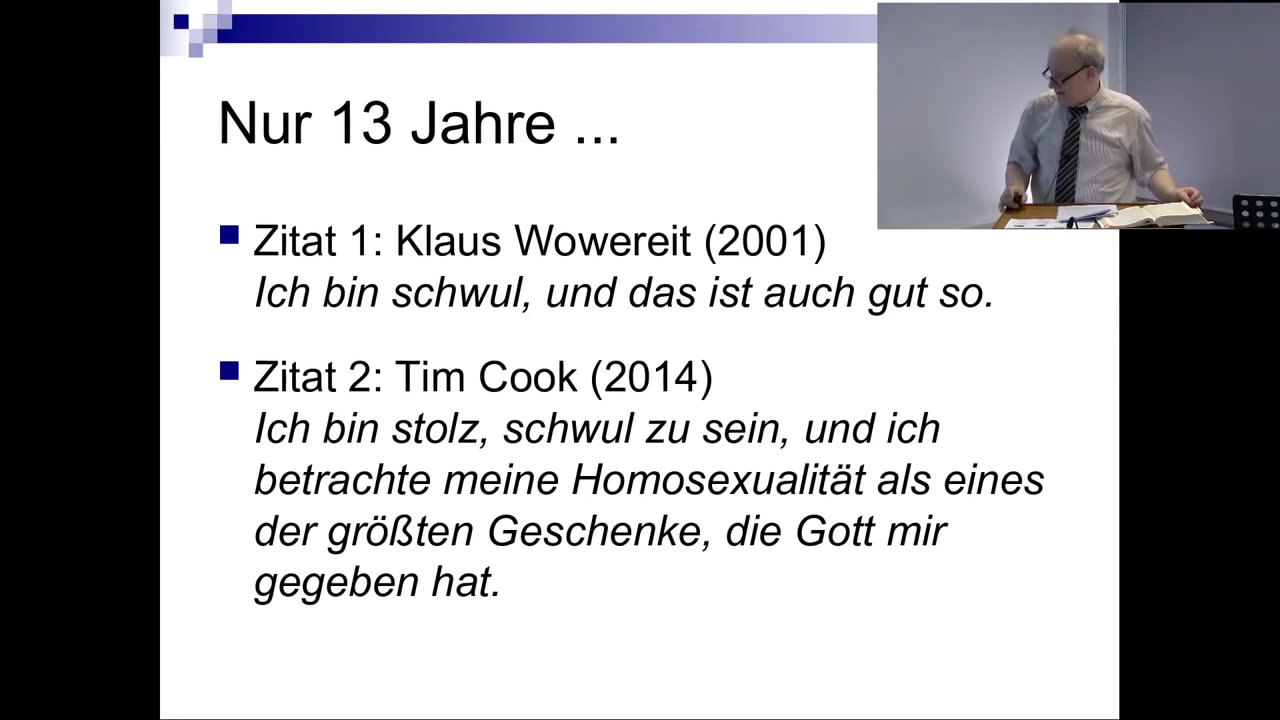 Nur 13 Jahre ...
Zitat 1: Klaus Wowereit (2001)
Ich bin schwul, und das ist auch gut so.
Zitat 2: Tim Cook (2014)
Ich bin stolz, schwul zu sein, und ich
betrachte meine Homosexualität als eines
der größten Geschenke, die Gott mir
gegeben hat.